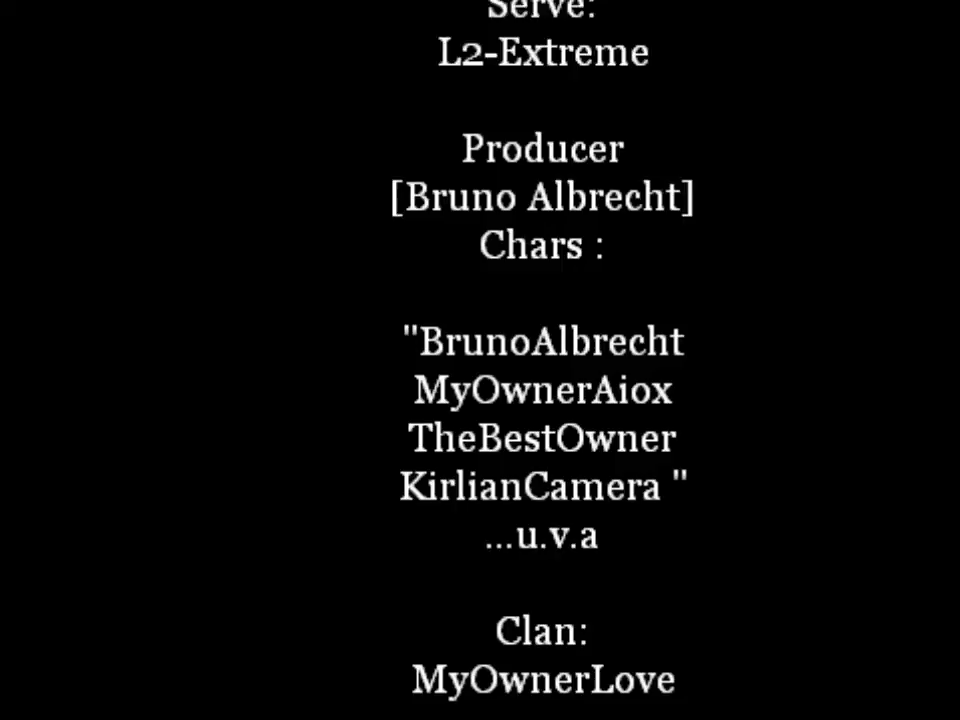 Serve:
L2-Extreme
Producer
[Bruno Albrecht]
Chars :
"BrunoAlbrecht
MyOwnerAiox
TheBestOwner
KirlianCamera "
...u.v.a
Clan:
MyOwnerLove